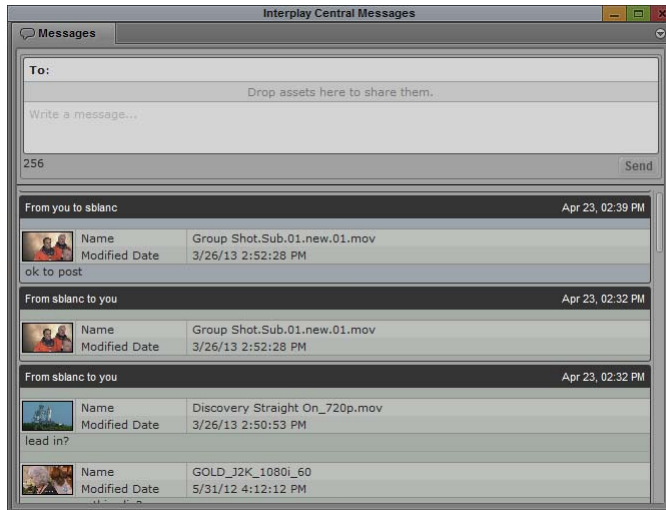 Interplay Central Messages
Messages
To:
Drop assets here to share them.
Write a message...
256
Send
From you to sblanc Apr 23, 02:39 PM
Name Group Shot.Sub.01.new.01.mov
Modified Date 3/26/13 2:52:28 PM
ok to post
From sblanc to you Apr 23, 02:32 PM
Name Group Shot.Sub.01.new.01.mov
Modified Date 3/26/13 2:52:28 PM
From sblanc to you Apr 23, 02:32 PM
Name Discovery Straight On_720p.mov
Modified Date 3/26/13 2:50:53 PM
lead in?
Name GOLD_J2K_1080i_60
Modified Date 5/31/12 4:12:12 PM